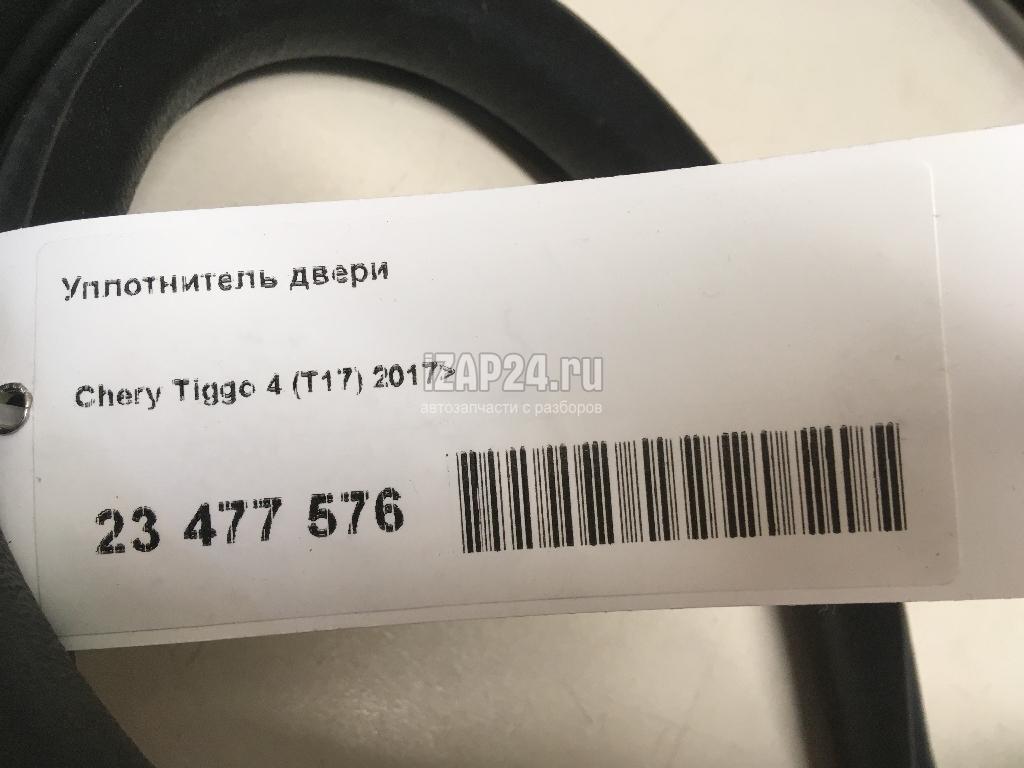 Уплотнитель двери
Chery Tiggo 4 (T17) 2017>
iZAP24.ru
автозапчасти с разборов
23 477 576